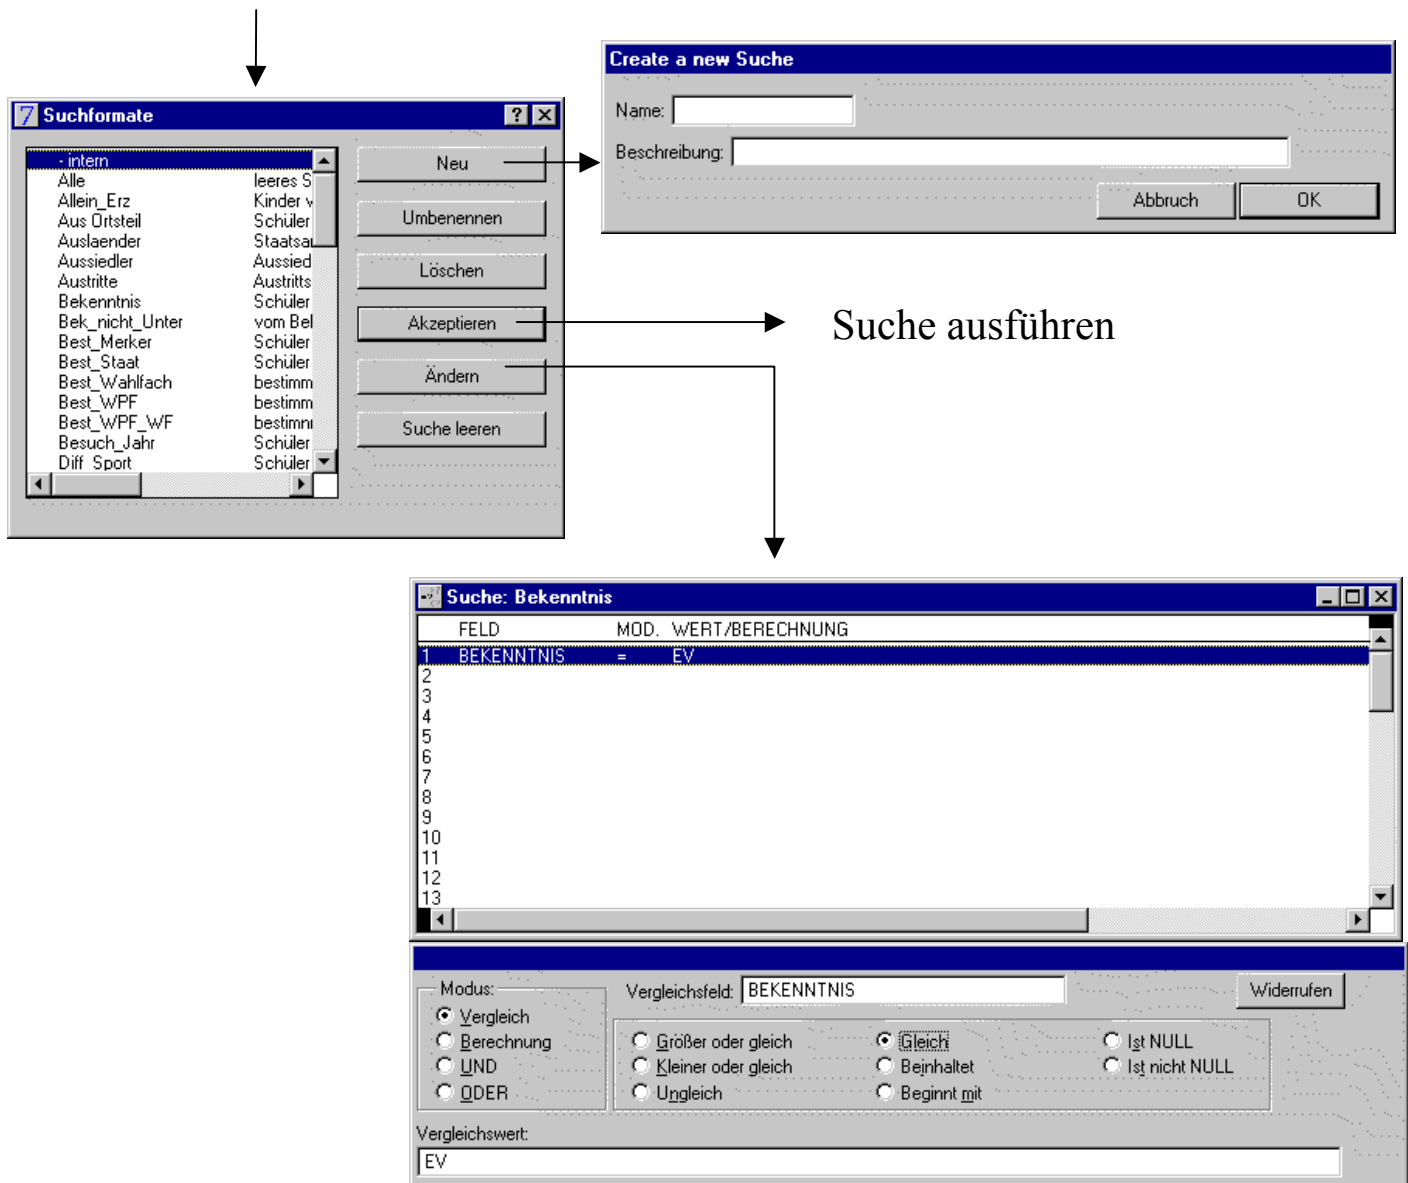 Create a new Suche
Name:
Beschreibung:
Abbruch OK
Suchformate
- intern
Alle leeres S
Allein_Erz Kinder v
Aus Ortsteil Schüler
Auslaender Staatsa
Aussiedler Aussied
Austritte Austritts
Bekenntnis Schüler
Bek_nicht_Unter vom Bel
Best_Merker Schüler
Best_Staat Schüler
Best_Wahlfach bestimm
Best_WPF bestimm
Best_WPF_WF bestimm
Besuch_Jahr Schüler
Diff_Sport Schüler
Neu
Umbenennen
Löschen
Akzeptieren
Ändern
Suche leeren
Suche ausführen
Suche: Bekenntnis
FELD MOD. WERT/BERECHNUNG
1 BEKENNTNIS = EV
2
3
4
5
6
7
8
9
10
11
12
13
Modus:
Vergleich
Berechnung
UND
ODER
Vergleichsfeld: BEKENNTNIS
Widerrufen
Größer oder gleich Gleich Ist NULL
Kleiner oder gleich Beinhaltet Ist nicht NULL
Ungleich Beginnt mit
Vergleichswert:
EV